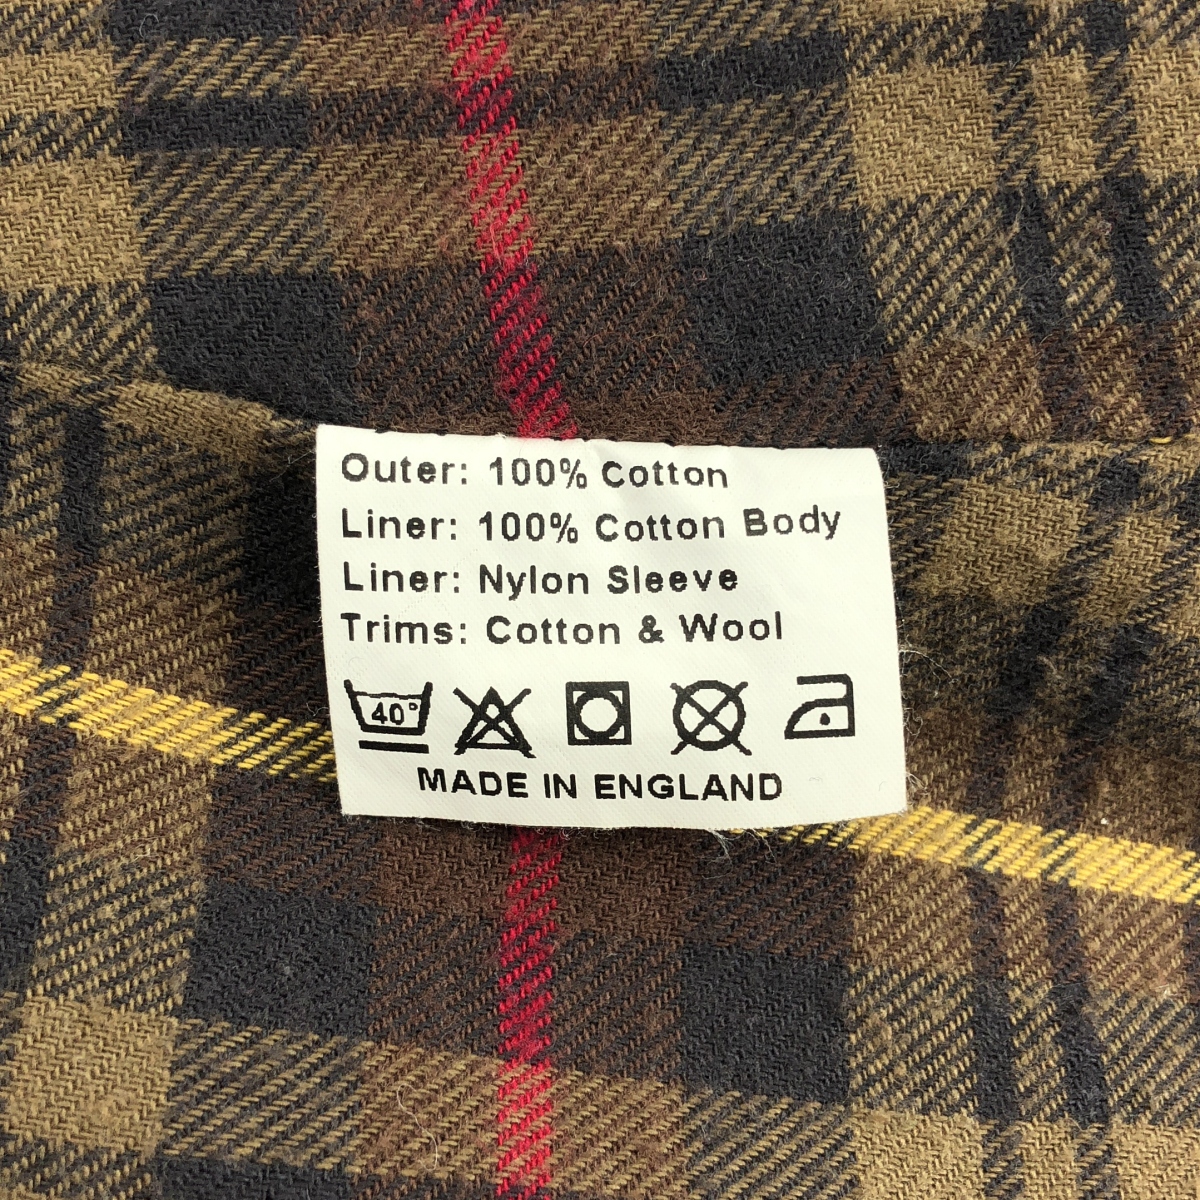 Outer: 100% Cotton
Liner: 100% Cotton Body
Liner: Nylon Sleeve
Trims: Cotton & Wool
40°
MADE IN ENGLAND